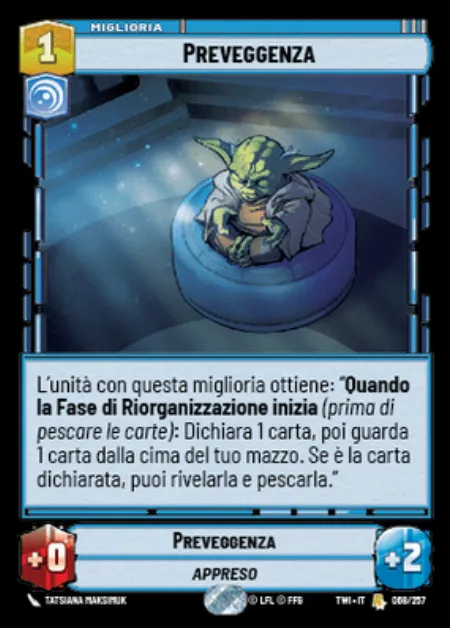 MIGLIORIA
1
PREVEGGENZA
L'unità con questa miglioria ottiene: "Quando
la Fase di Riorganizzazione inizia (prima di
pescare le carte): Dichiara 1 carta, poi guarda
1 carta dalla cima del tuo mazzo. Se è la carta
dichiarata, puoi rivelarla e pescarla."
+0
PREVEGGENZA
+2
APPRESO
TATSIANA MAKSIMUK
© LFL © FFG
TWI • IT
068/257